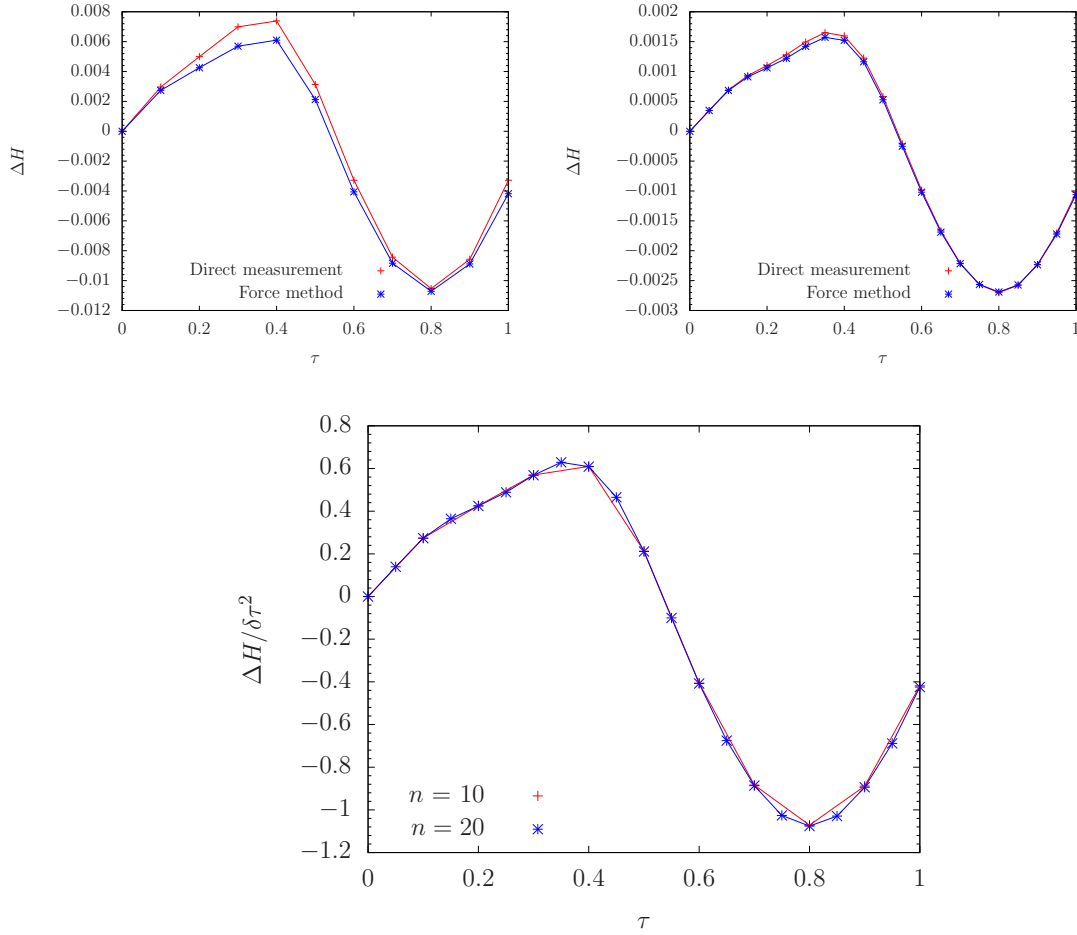 0.008
0.006
0.004
0.002
0
−0.002
−0.004
−0.006
−0.008
−0.01
−0.012
ΔH
Direct measurement
Force method
0 0.2 0.4 0.6 0.8 1
τ
0.002
0.0015
0.001
0.0005
0
−0.0005
−0.001
−0.0015
−0.002
−0.0025
−0.003
ΔH
Direct measurement
Force method
0 0.2 0.4 0.6 0.8 1
τ
0.8
0.6
0.4
0.2
0
−0.2
−0.4
−0.6
−0.8
−1
−1.2
ΔH/δτ²
n = 10
n = 20
0 0.2 0.4 0.6 0.8 1
τ